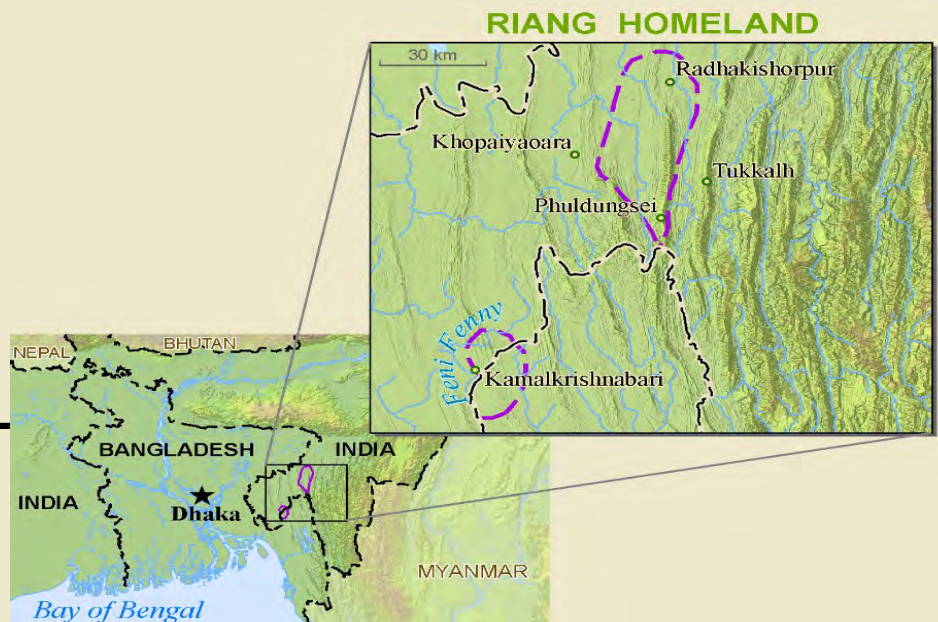 RIANG HOMELAND
30 km
Radhakishorpur
Khopaiyaoara
Tukkalh
Phuldungsei
Feni Fenny
Kamalkrishnabari
NEPAL
BHUTAN
BANGLADESH
INDIA
INDIA
Dhaka
MYANMAR
Bay of Bengal